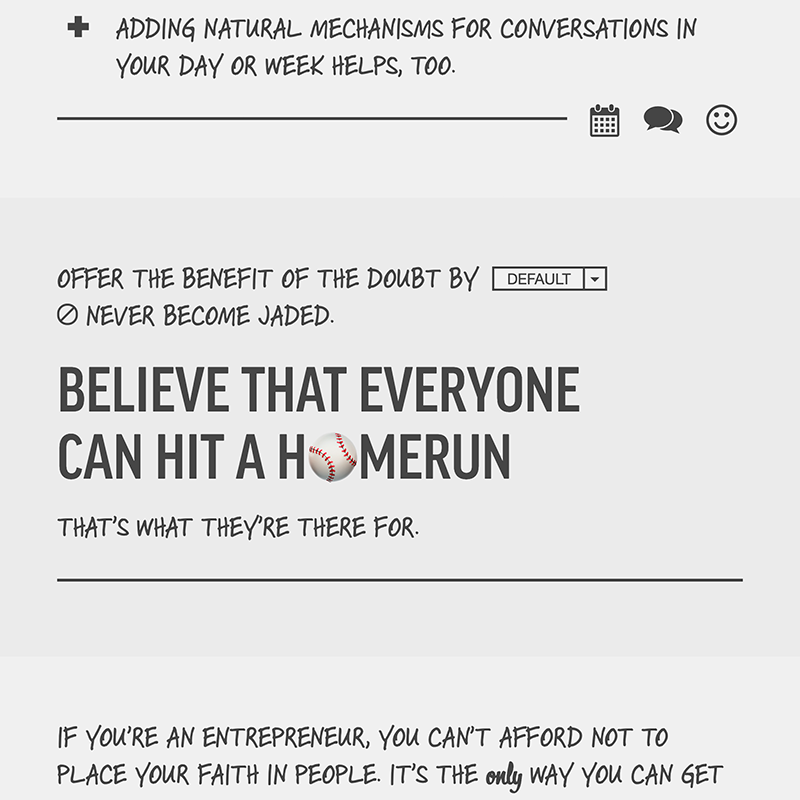 ADDING NATURAL MECHANISMS FOR CONVERSATIONS IN
YOUR DAY OR WEEK HELPS, TOO.
OFFER THE BENEFIT OF THE DOUBT BY DEFAULT
NEVER BECOME JADED.
BELIEVE THAT EVERYONE
CAN HIT A HOMERUN
THAT'S WHAT THEY'RE THERE FOR.
IF YOU'RE AN ENTREPRENEUR, YOU CAN'T AFFORD NOT TO
PLACE YOUR FAITH IN PEOPLE. IT'S THE only WAY YOU CAN GET